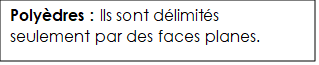 Polyèdres : Ils sont délimités
seulement par des faces planes.